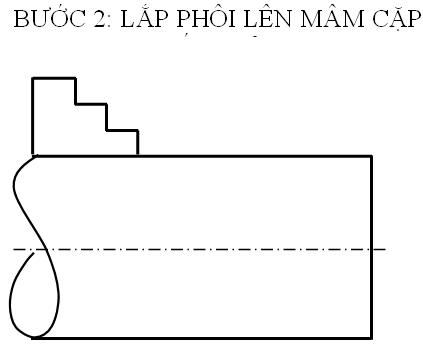 BƯỚC 2: LẮP PHÔI LÊN MÂM CẶP